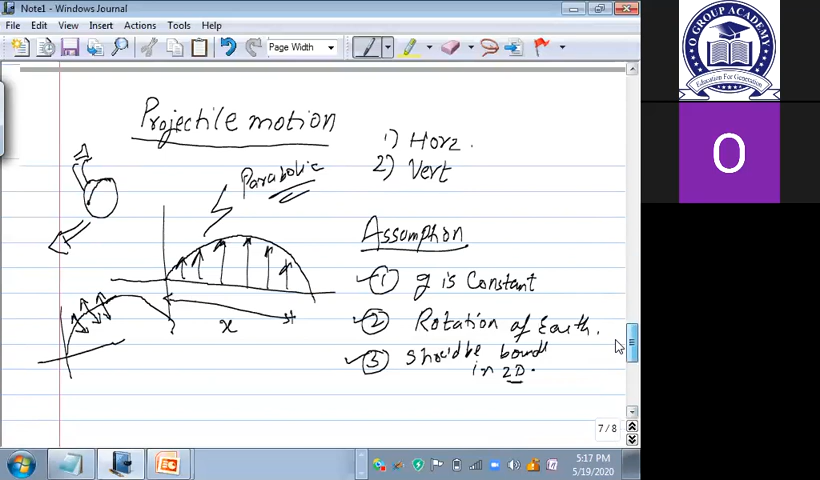 Note1 - Windows Journal
File Edit View Insert Actions Tools Help
Page Width
Projectile motion
1) Horz.
2) Vert
Parabolic
Assumption
1 g is Constant
2 Rotation of Earth.
3 should be bound
in 2D.
x
7 / 8
5:17 PM
5/19/2020
O GROUP ACADEMY
Education For Generation
O